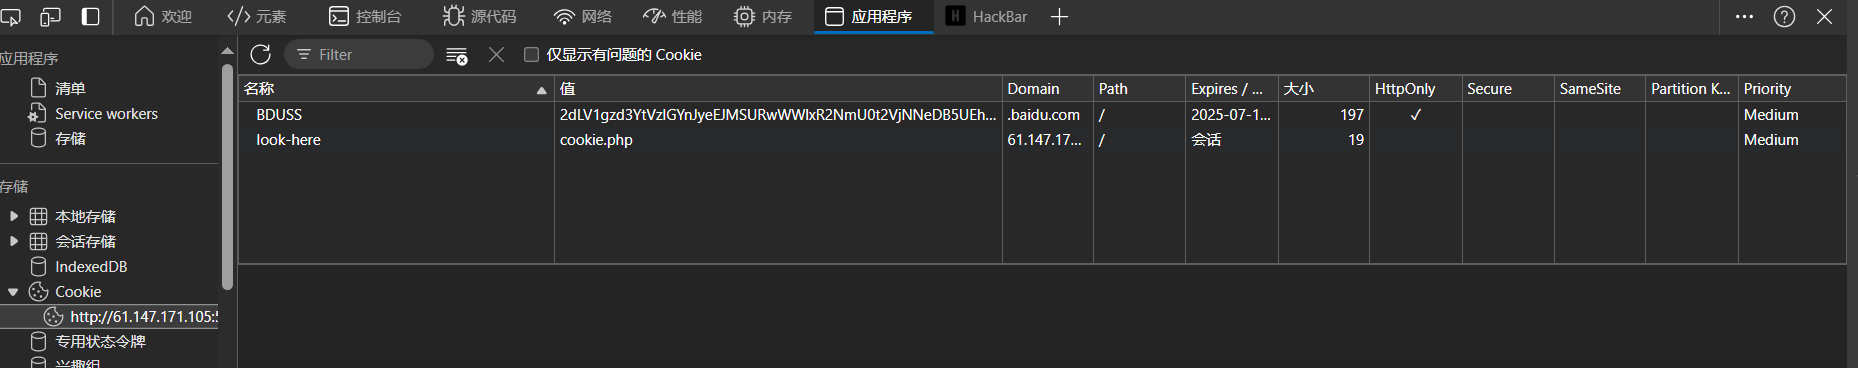 欢迎 元素 控制台 源代码 网络 性能 内存 应用程序 HackBar
应用程序
清单
Service workers
存储
存储
本地存储
会话存储
IndexedDB
Cookie
http://61.147.171.105:5
专用状态令牌
兴趣组
Filter 仅显示有问题的 Cookie
名称 值 Domain Path Expires / ... 大小 HttpOnly Secure SameSite Partition K... Priority
BDUSS .baidu.com / 2025-07-1... 197 ✓ Medium
look-here cookie.php 61.147.17... / 会话 19 Medium